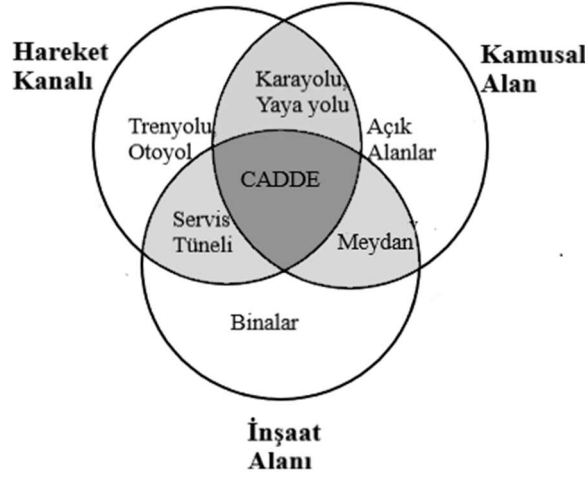 Hareket
Kanalı
Kamusal
Alan
Karayolu,
Yaya yolu
Trenyolu,
Otoyol
Açık
Alanlar
CADDE
Servis
Tüneli
Meydan
Binalar
İnşaat
Alanı